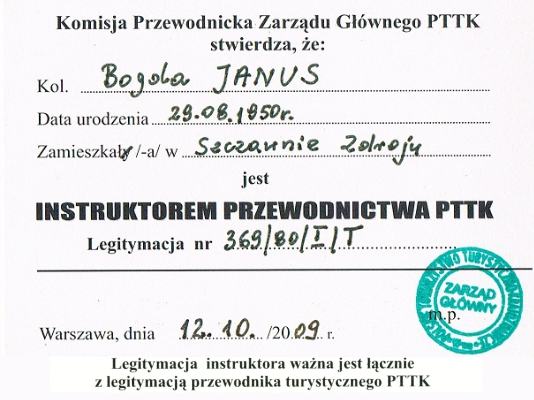 Komisja Przewodnicka Zarządu Głównego PTTK
stwierdza, że:
Kol. Bogda JANUS
Data urodzenia 29.08.1950r.
Zamieszkały /-a/ w Szczawnie Zdroju
jest
INSTRUKTOREM PRZEWODNICTWA PTTK
Legitymacja nr 369/80/I/T
ZARZĄD
GŁÓWNY
m.p.
Warszawa, dnia 12.10. /20 09 r.
Legitymacja instruktora ważna jest łącznie
z legitymacją przewodnika turystycznego PTTK